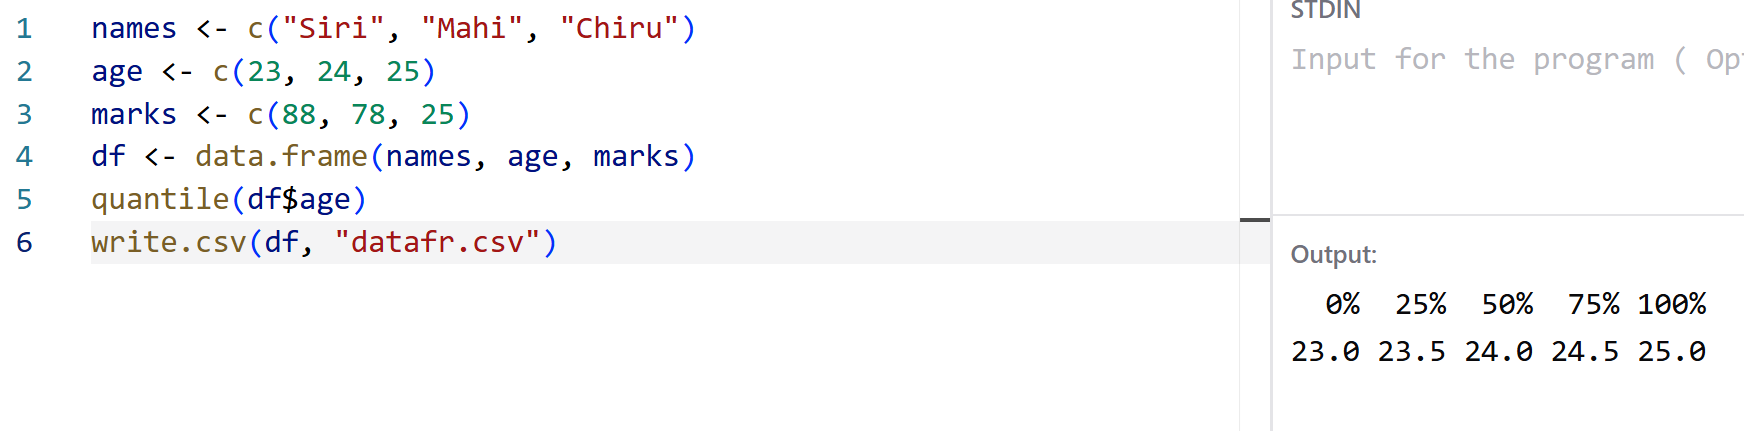 1 names <- c("Siri", "Mahi", "Chiru")
2 age <- c(23, 24, 25)
3 marks <- c(88, 78, 25)
4 df <- data.frame(names, age, marks)
5 quantile(df$age)
6 write.csv(df, "datafr.csv")
STDIN
Input for the program ( Op
Output:
0% 25% 50% 75% 100%
23.0 23.5 24.0 24.5 25.0